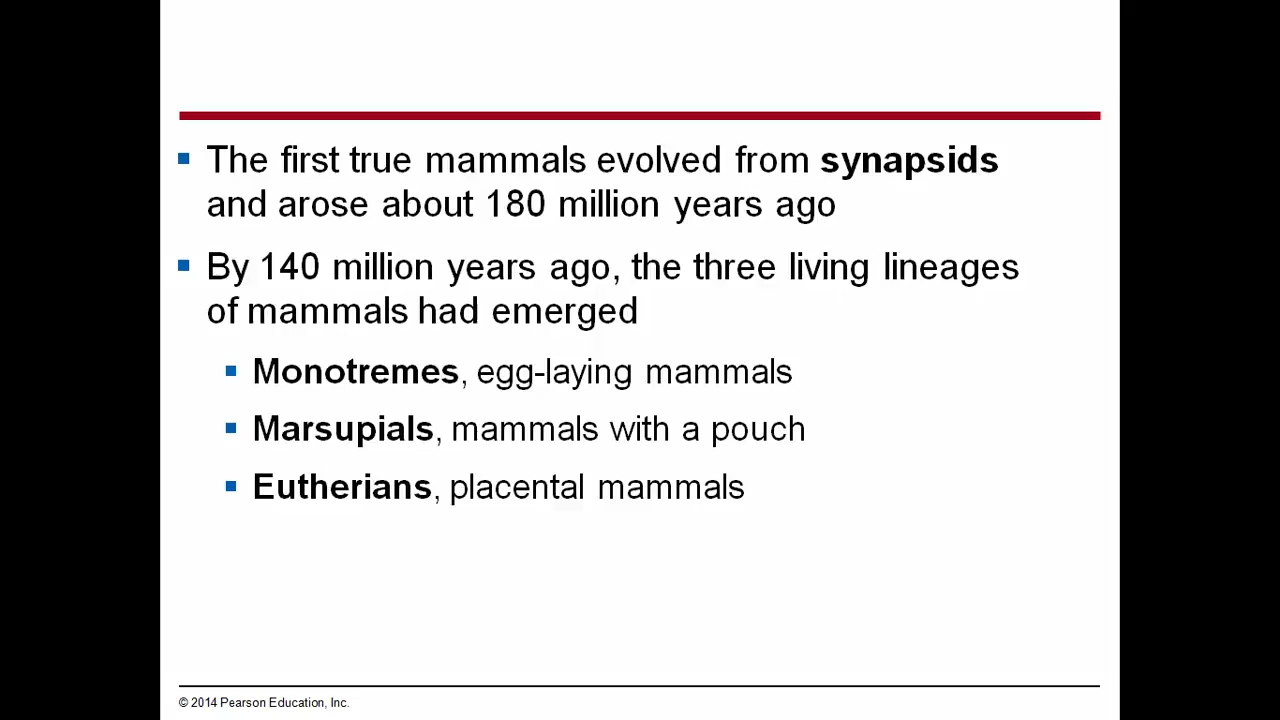 The first true mammals evolved from synapsids
and arose about 180 million years ago
By 140 million years ago, the three living lineages
of mammals had emerged
Monotremes, egg-laying mammals
Marsupials, mammals with a pouch
Eutherians, placental mammals
© 2014 Pearson Education, Inc.